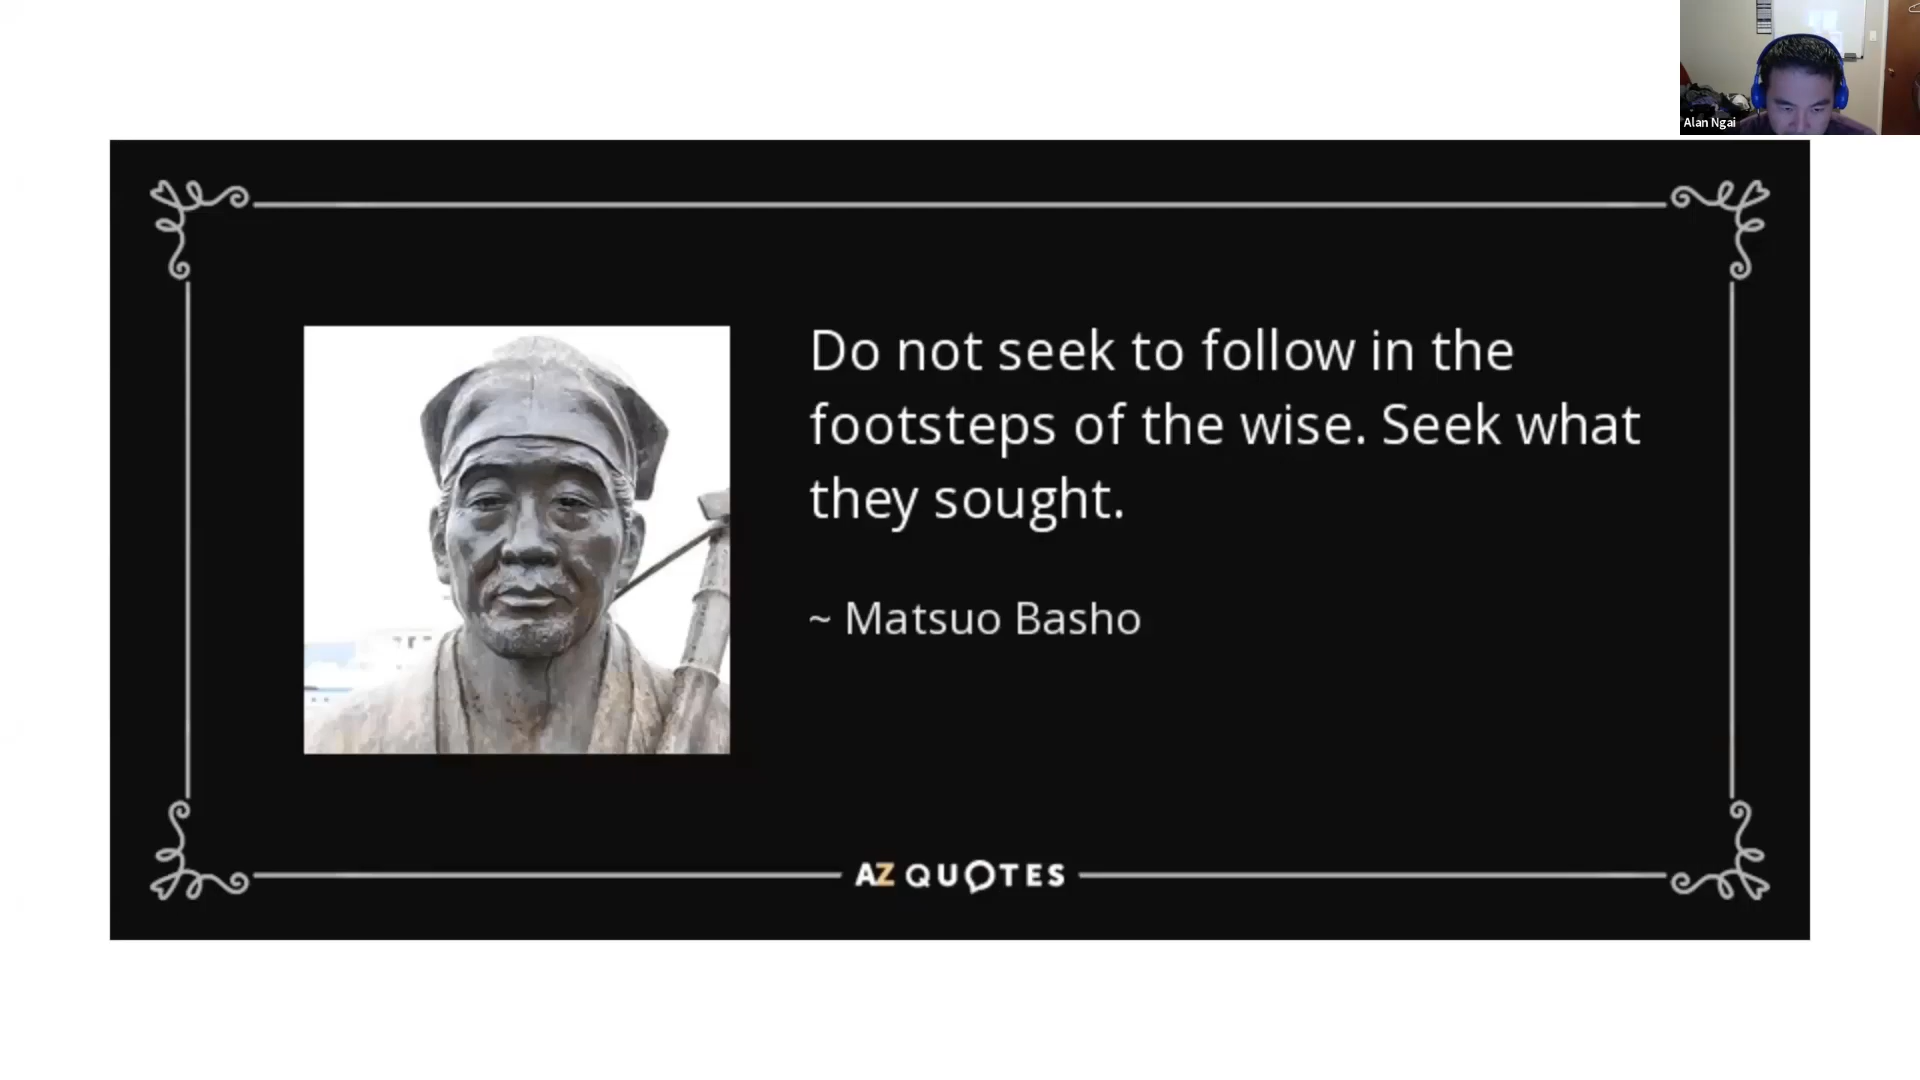 Alan Ngai
Do not seek to follow in the
footsteps of the wise. Seek what
they sought.
~ Matsuo Basho
AZ QUOTES